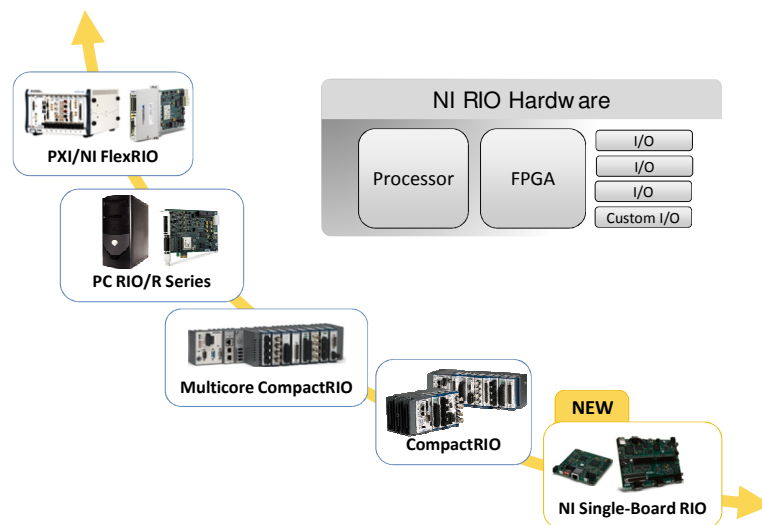 NI RIO Hardware
Processor
FPGA
I/O
I/O
I/O
Custom I/O
PXI/NI FlexRIO
PC RIO/R Series
Multicore CompactRIO
CompactRIO
NEW
NI Single-Board RIO